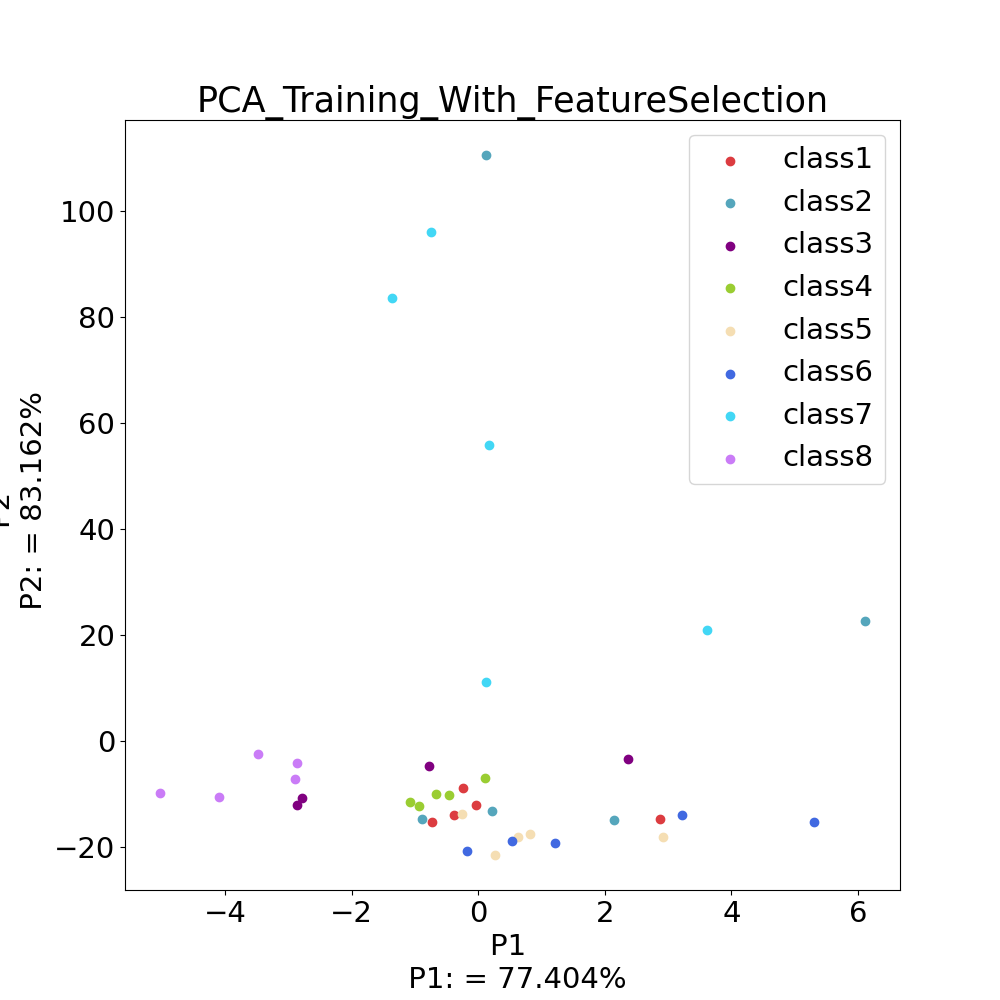 PCA_Training_With_FeatureSelection
class1
class2
class3
class4
class5
class6
class7
class8
100
80
60
40
20
0
−20
P2: = 83.162%
−4
−2
0
2
4
6
P1
P1: = 77.404%